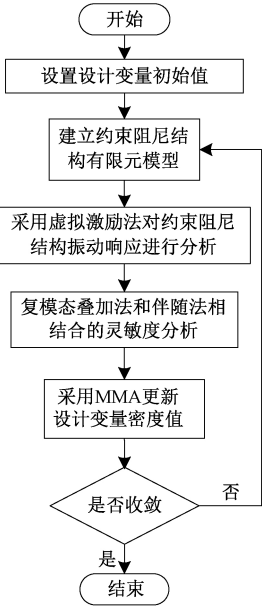 开始
设置设计变量初始值
建立约束阻尼结
构有限元模型
采用虚拟激励法对约束阻尼
结构振动响应进行分析
复模态叠加法和伴随法相
结合的灵敏度分析
采用MMA更新
设计变量密度值
是否收敛
否
是
结束